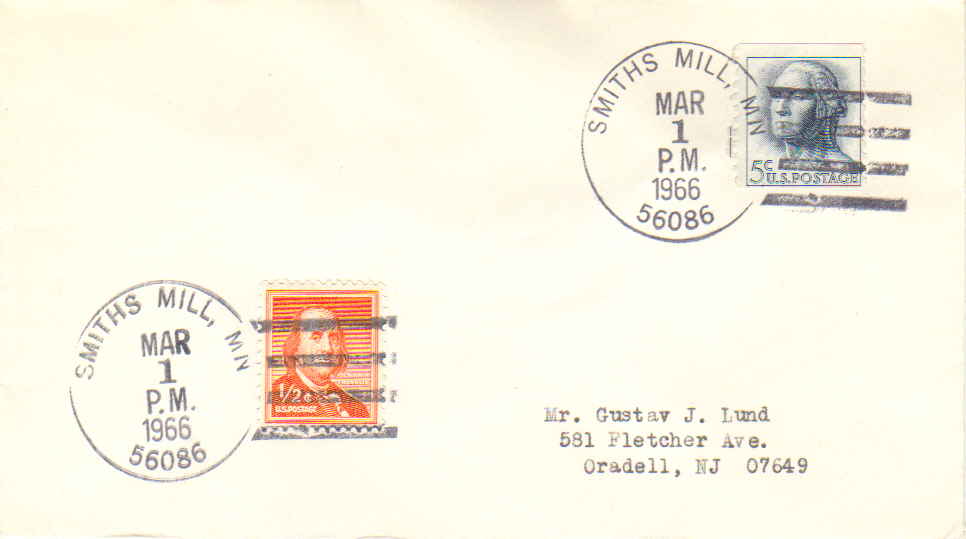 SMITHS MILL, MN
MAR
1
P.M.
1966
56086
5¢
U.S.POSTAGE
SMITHS MILL, MN
MAR
1
P.M.
1966
56086
1/2¢
U.S.POSTAGE
Mr. Gustav J. Lund
581 Fletcher Ave.
Oradell, NJ 07649